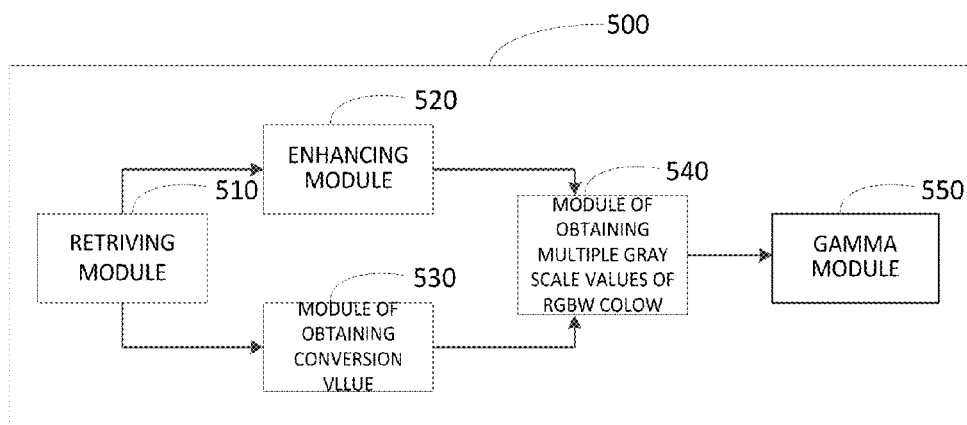 500
520
ENHANCING
MODULE
510
RETRIVING
MODULE
530
MODULE OF
OBTAINING
CONVERSION
VLLUE
540
MODULE OF
OBTAINING
MULTIPLE GRAY
SCALE VALUES OF
RGBW COLOW
550
GAMMA
MODULE